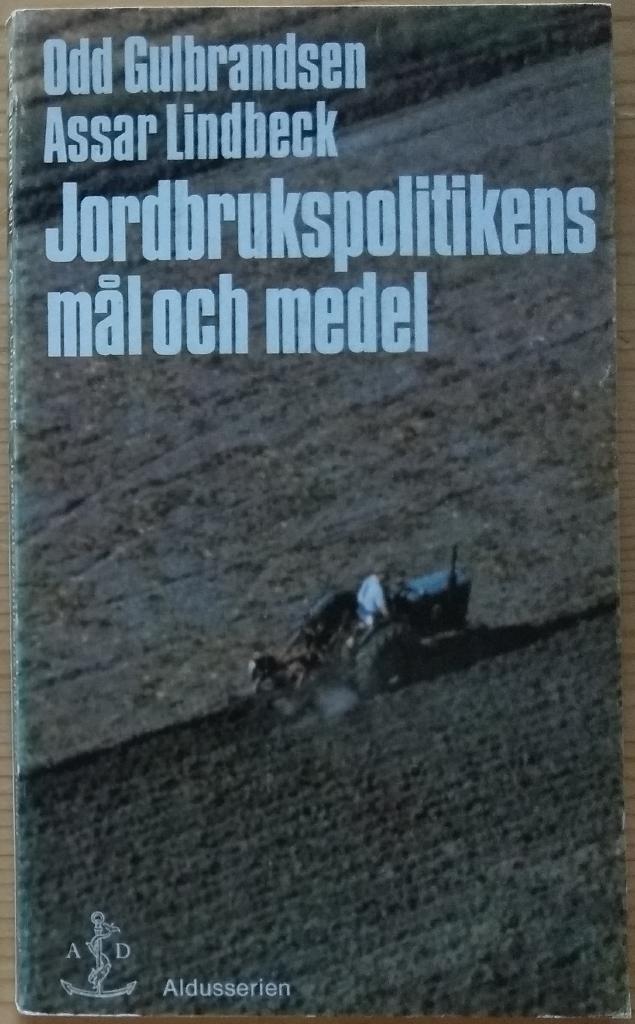 Odd Gulbrandsen
Assar Lindbeck
Jordbrukspolitikens
mål och medel
A D
Aldusserien